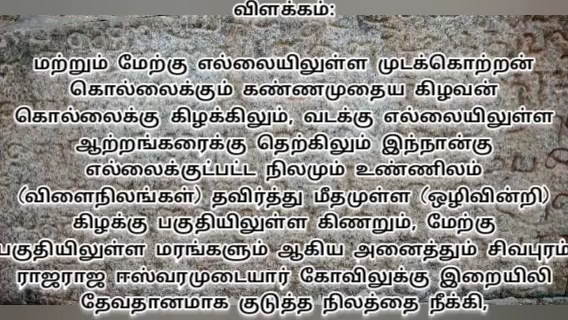 விளக்கம்:
மற்றும் மேற்கு எல்லையிலுள்ள முடக்கொற்றன்
கொல்லைக்கும் கண்ணமுதைய கிழவன்
கொல்லைக்கு கிழக்கிலும், வடக்கு எல்லையிலுள்ள
ஆற்றங்கரைக்கு தெற்கிலும் இந்நான்கு
எல்லைக்குட்பட்ட நிலமும் உண்ணிலம்
(விளைநிலங்கள்) தவிர்த்து மீதமுள்ள (ஒழிவின்றி)
கிழக்கு பகுதியிலுள்ள கிணறும், மேற்கு
பகுதியிலுள்ள மரங்களும் ஆகிய அனைத்தும் சிவபுரம்
ராஜராஜ ஈஸ்வரமுடையார் கோவிலுக்கு இறையிலி
தேவதானமாக குடுத்த நிலத்தை நீக்கி,